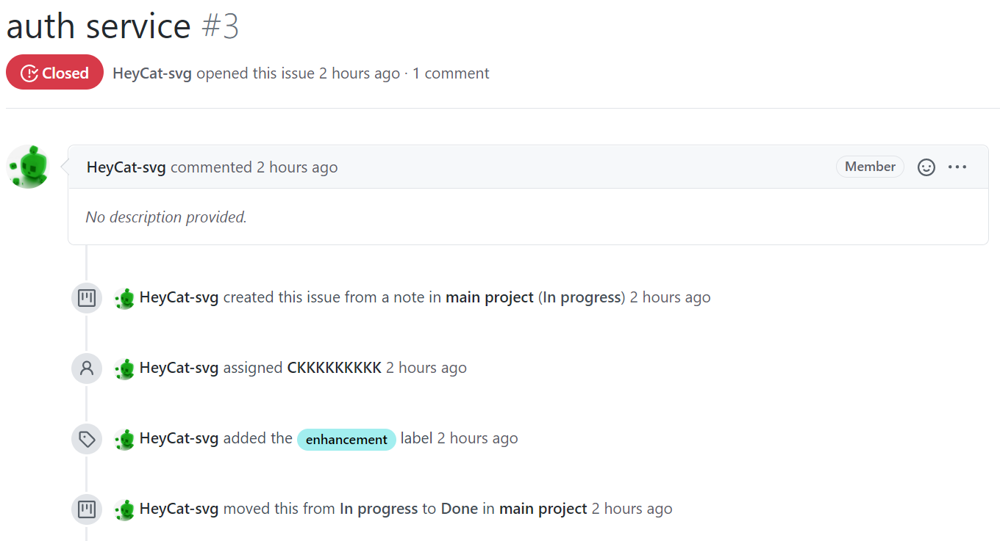 auth service #3
Closed HeyCat-svg opened this issue 2 hours ago · 1 comment
HeyCat-svg commented 2 hours ago Member
No description provided.
HeyCat-svg created this issue from a note in main project (In progress) 2 hours ago
HeyCat-svg assigned CKKKKKKKKK 2 hours ago
HeyCat-svg added the enhancement label 2 hours ago
HeyCat-svg moved this from In progress to Done in main project 2 hours ago